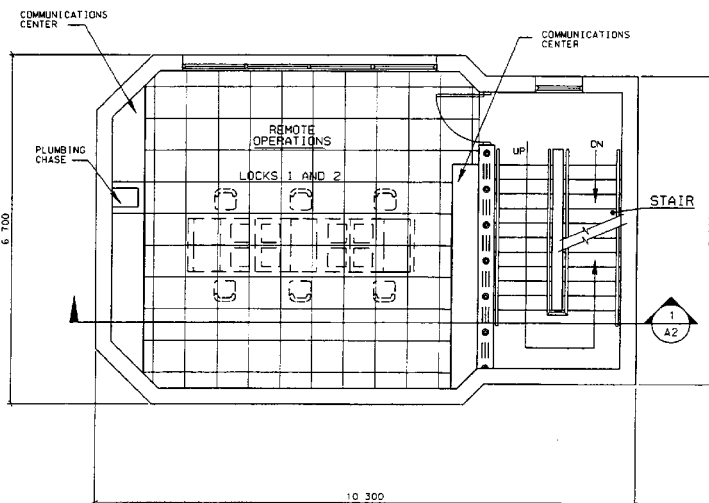 COMMUNICATIONS
CENTER
COMMUNICATIONS
CENTER
PLUMBING
CHASE
REMOTE
OPERATIONS
LOCKS 1 AND 2
UP
DN
STAIR
6 700
1
A2
10 300